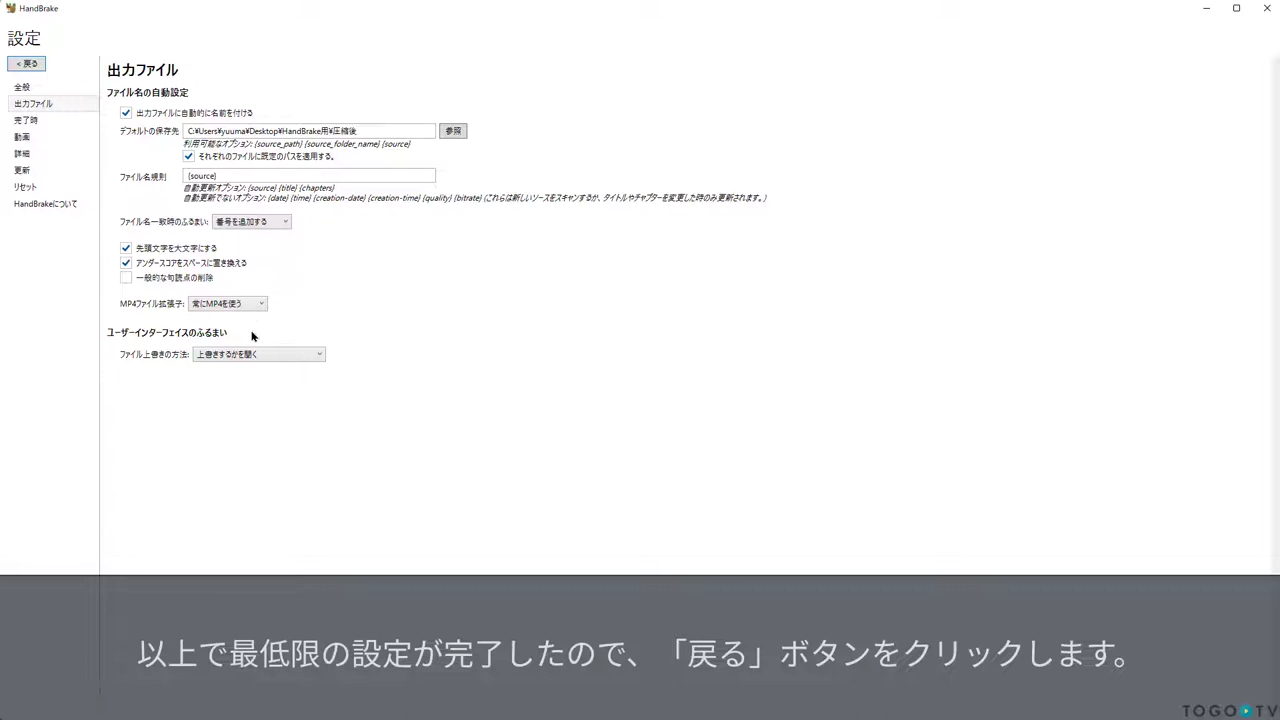 HandBrake
設定
< 戻る
全般
出力ファイル
完了時
動画
詳細
更新
リセット
HandBrakeについて
出力ファイル
ファイル名の自動設定
出力ファイルに自動的に名前を付ける
デフォルトの保存先 C:¥Users¥yuuma¥Desktop¥HandBrake用¥圧縮後 参照
利用可能なオプション: {source_path} {source_folder_name} {source}
それぞれのファイルに既定のパスを適用する。
ファイル名規則 {source}
自動更新オプション: {source} {title} {chapters}
自動更新でないオプション: {date} {time} {creation-date} {creation-time} {quality} {bitrate} (これらは新しいソースをスキャンするか、タイトルやチャプターを変更した時のみ更新されます。)
ファイル名一致時のふるまい: 番号を追加する
先頭文字を大文字にする
アンダースコアをスペースに置き換える
一般的な句読点の削除
MP4ファイル拡張子: 常にMP4を使う
ユーザーインターフェイスのふるまい
ファイル上書きの方法: 上書きするかを聞く
以上で最低限の設定が完了したので、「戻る」ボタンをクリックします。
TOGO TV